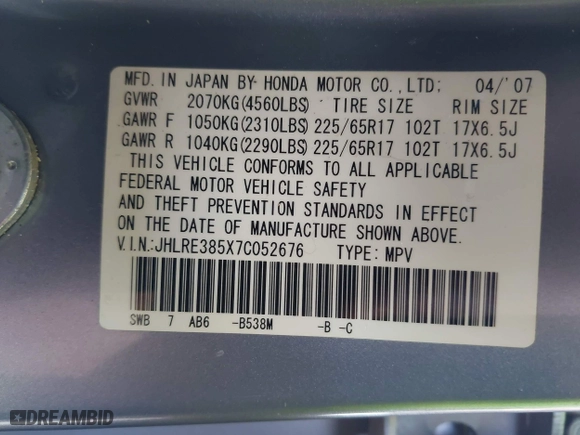 MFD. IN JAPAN BY HONDA MOTOR CO.,LTD; 04/'07
GVWR 2070KG(4560LBS) TIRE SIZE RIM SIZE
GAWR F 1050KG(2310LBS) 225/65R17 102T 17X6.5J
GAWR R 1040KG(2290LBS) 225/65R17 102T 17X6.5J
THIS VEHICLE CONFORMS TO ALL APPLICABLE
FEDERAL MOTOR VEHICLE SAFETY
AND THEFT PREVENTION STANDARDS IN EFFECT
ON THE DATE OF MANUFACTURE SHOWN ABOVE.
V.I.N.:JHLRE385X7C052676 TYPE: MPV
SWB 7 AB6 -B538M -B -C
DREAMBID